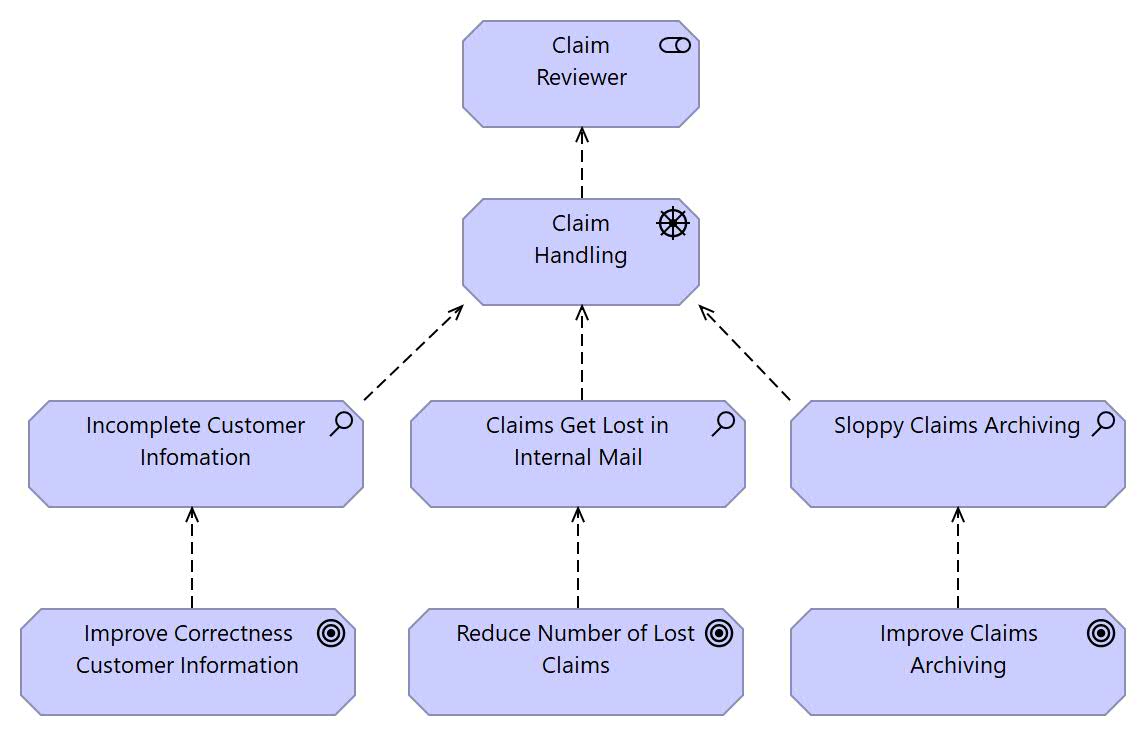 Claim
Reviewer
Claim
Handling
Incomplete Customer
Infomation
Claims Get Lost in
Internal Mail
Sloppy Claims Archiving
Improve Correctness
Customer Information
Reduce Number of Lost
Claims
Improve Claims
Archiving